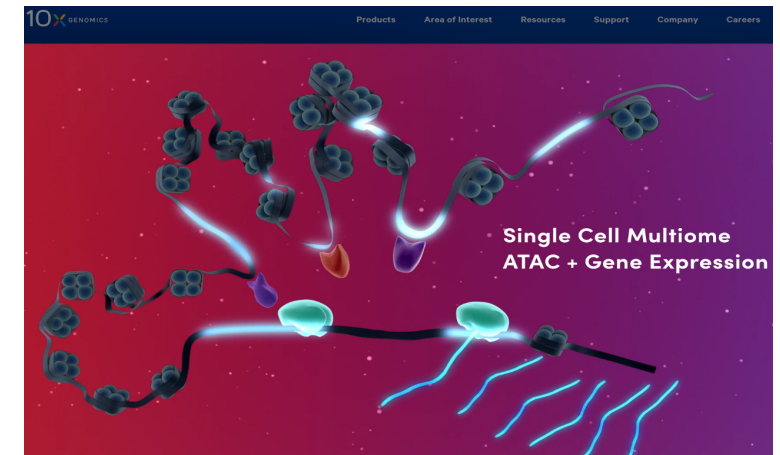 10X GENOMICS
Products Area of Interest Resources Support Company Careers
Single Cell Multiome
ATAC + Gene Expression